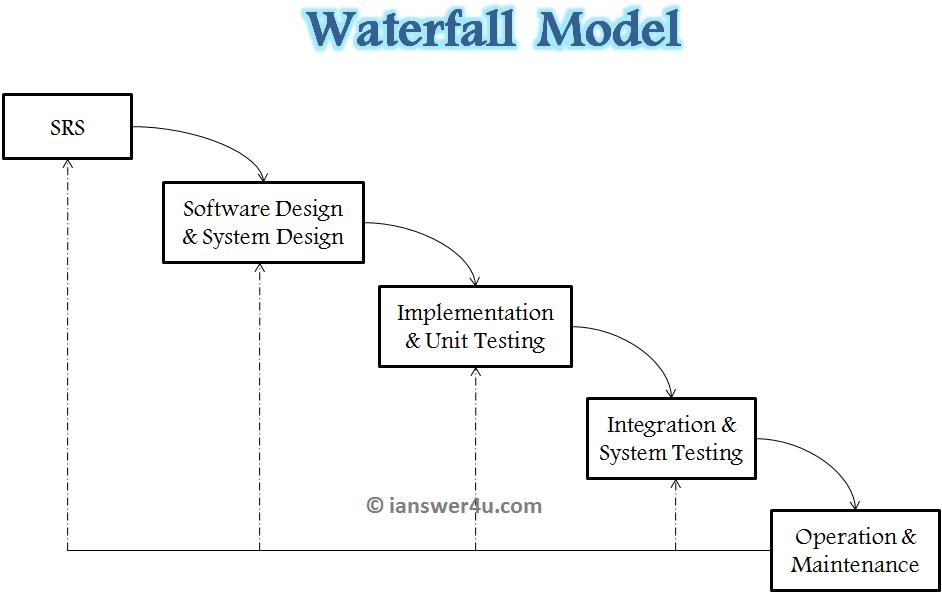 Waterfall Model
SRS
Software Design
& System Design
Implementation
& Unit Testing
Integration &
System Testing
© ianswer4u.com
Operation &
Maintenance